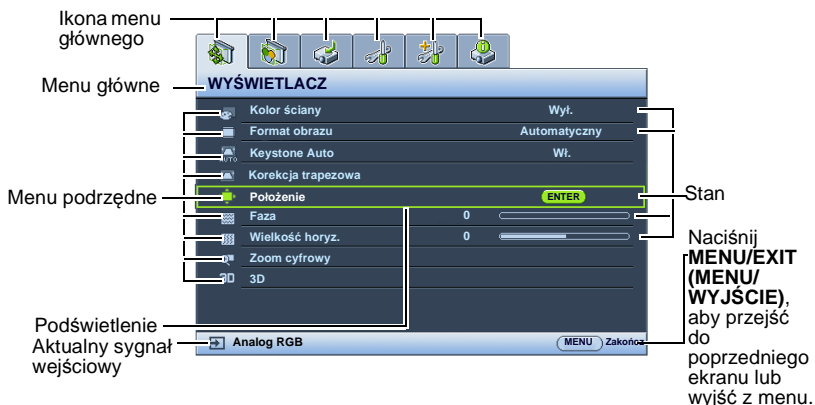 Ikona menu
głównego
Menu główne
WYŚWIETLACZ
Kolor ściany Wył.
Format obrazu Automatyczny
AUTO Keystone Auto Wł.
Korekcja trapezowa
Menu podrzędne
Położenie ENTER
Stan
Faza 0
Wielkość horyz. 0
Zoom cyfrowy
3D 3D
Naciśnij
MENU/EXIT
(MENU/
WYJŚCIE),
aby przejść
do
poprzedniego
ekranu lub
wyjść z menu.
Podświetlenie
Aktualny sygnał
wejściowy
Analog RGB MENU Zakończ